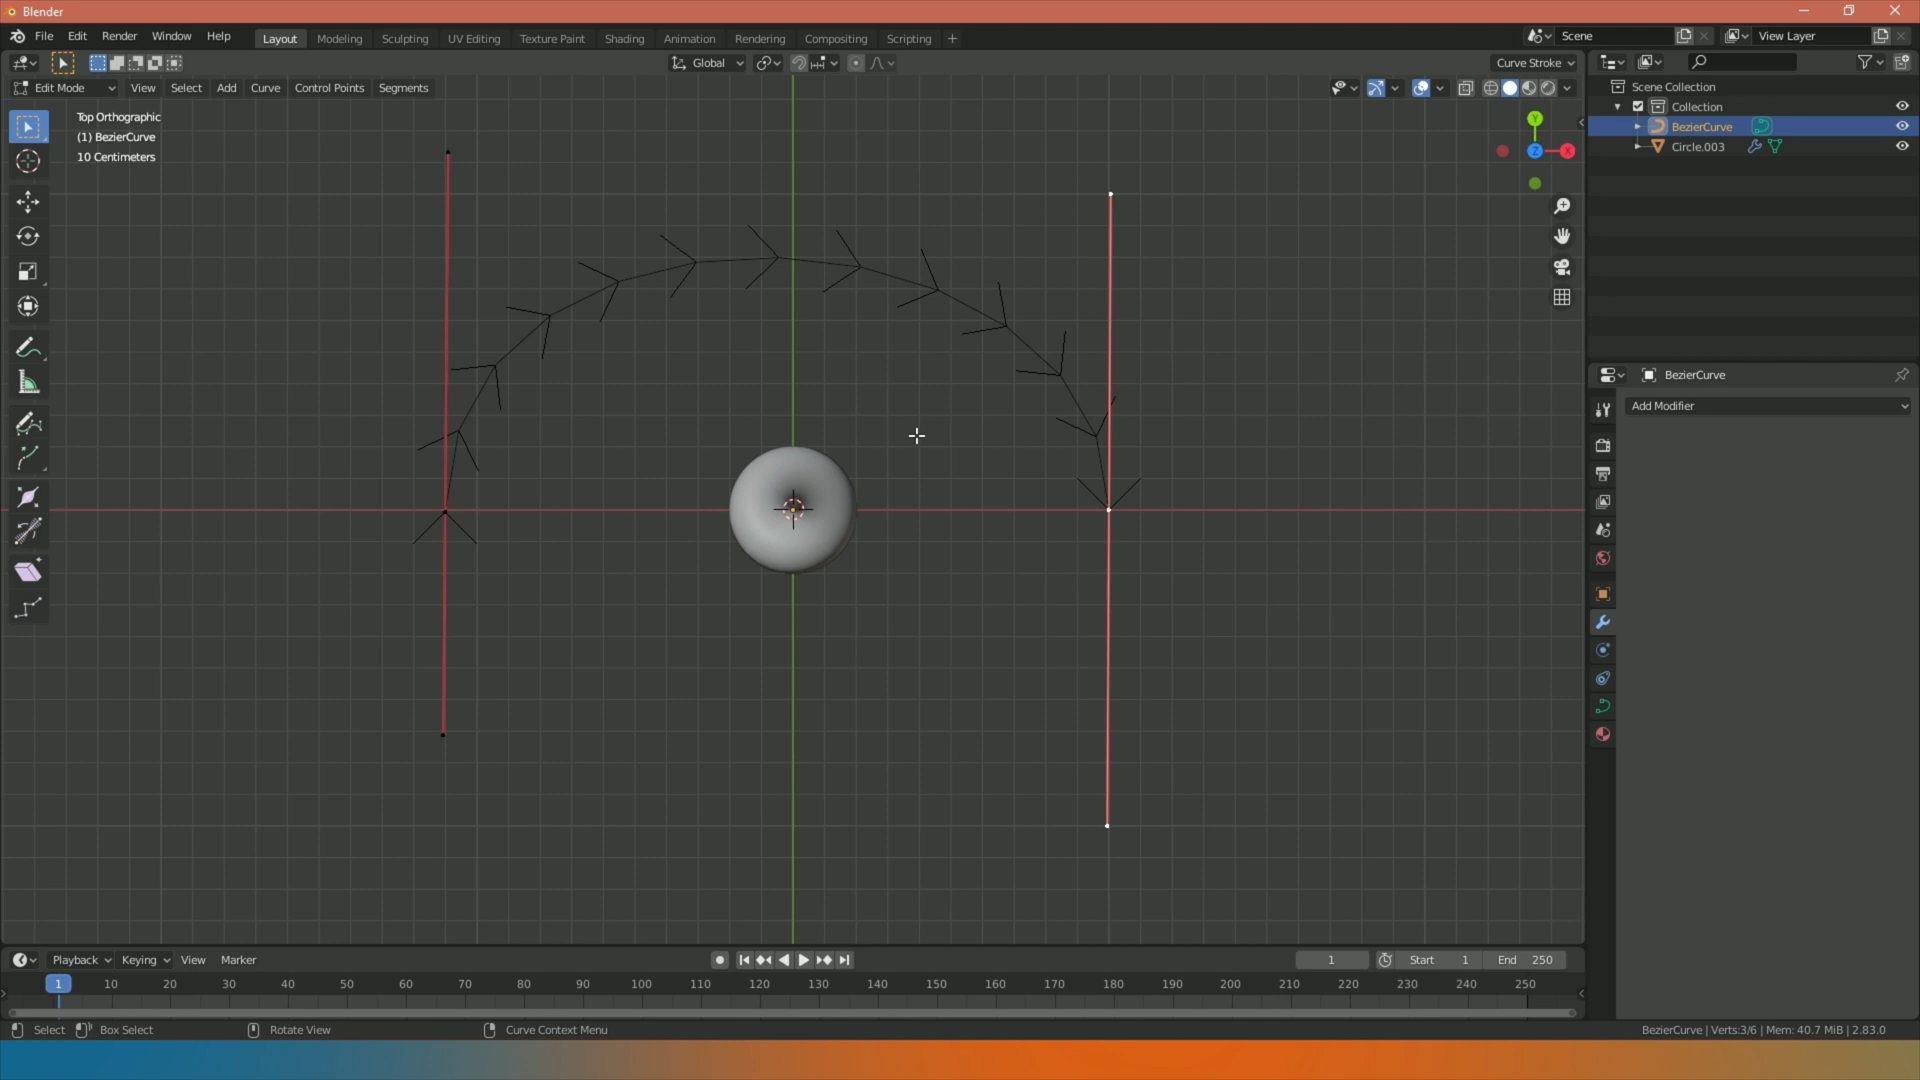 Blender
File Edit Render Window Help Layout Modeling Sculpting UV Editing Texture Paint Shading Animation Rendering Compositing Scripting + Scene View Layer
Global Curve Stroke
Edit Mode View Select Add Curve Control Points Segments
Top Orthographic
(1) BezierCurve
10 Centimeters
Y
Z X
Scene Collection
Collection
BezierCurve
Circle.003
BezierCurve
Add Modifier
Playback Keying View Marker 1 Start 1 End 250
1 10 20 30 40 50 60 70 80 90 100 110 120 130 140 150 160 170 180 190 200 210 220 230 240 250
Select Box Select Rotate View Curve Context Menu BezierCurve | Verts:3/6 | Mem: 40.7 MiB | 2.83.0